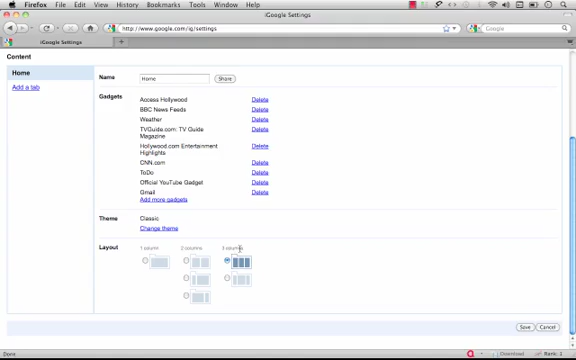 Firefox File Edit View History Bookmarks Tools Window Help
iGoogle Settings
http://www.google.com/ig/settings
Google
iGoogle Settings
Content
Home
Add a tab
Name Home Share
Gadgets
Access Hollywood Delete
BBC News Feeds Delete
Weather Delete
TVGuide.com: TV Guide
Magazine Delete
Hollywood.com Entertainment
Highlights Delete
CNN.com Delete
ToDo Delete
Official YouTube Gadget Delete
Gmail Delete
Add more gadgets
Theme Classic
Change theme
Layout 1 column 2 columns 3 columns
Save Cancel
Done
Download Rank: 1